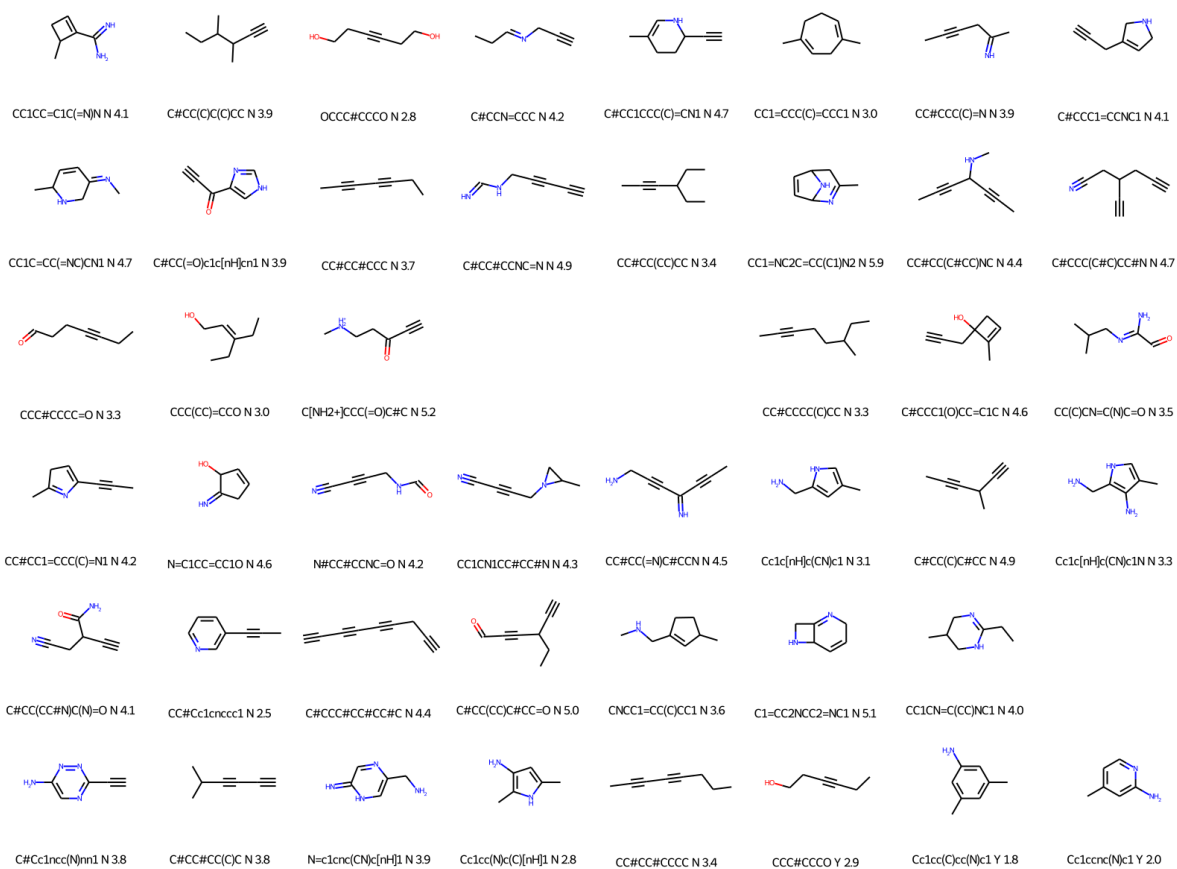 CC1CC=C1C(=N)N N 4.1
C#CC(C)C(C)CC N 3.9
OCCC#CCCO N 2.8
C#CCN=CCC N 4.2
C#CC1CCC(C)=CN1 N 4.7
CC1=CCC(C)=CCC1 N 3.0
CC#CCC(C)=N N 3.9
C#CCC1=CCNC1 N 4.1
CC1C=CC(=NC)CN1 N 4.7
C#CC(=O)c1c[nH]cn1 N 3.9
CC#CC#CCC N 3.7
C#CC#CCNC=N N 4.9
CC#CC(CC)CC N 3.4
CC1=NC2C=CC(C1)N2 N 5.9
CC#CC(C#CC)NC N 4.4
C#CCC(C#C)CC#N N 4.7
CCC#CCCC=O N 3.3
CCC(CC)=CCO N 3.0
C[NH2+]CCC(=O)C#C N 5.2
CC#CCCC(C)CC N 3.3
C#CCC1(O)CC=C1C N 4.6
CC(C)CN=C(N)C=O N 3.5
CC#CC1=CCC(C)=N1 N 4.2
N=C1CC=CC1O N 4.6
N#CC#CCNC=O N 4.2
CC1CN1CC#CC#N N 4.3
CC#CC(=N)C#CCN N 4.5
Cc1c[nH]c(CN)c1 N 3.1
C#CC(C)C#CC N 4.9
Cc1c[nH]c(CN)c1N N 3.3
C#CC(CC#N)C(N)=O N 4.1
CC#Cc1cnccc1 N 2.5
C#CCC#CC#CC#C N 4.4
C#CC(CC)C#CC=O N 5.0
CNCC1=CC(C)CC1 N 3.6
C1=CC2NCC2=NC1 N 5.1
CC1CN=C(CC)NC1 N 4.0
C#Cc1ncc(N)nn1 N 3.8
C#CC#CC(C)C N 3.8
N=c1cnc(CN)c[nH]1 N 3.9
Cc1cc(N)c(C)[nH]1 N 2.8
CC#CC#CCCC N 3.4
CCC#CCCO Y 2.9
Cc1cc(C)cc(N)c1 Y 1.8
Cc1ccnc(N)c1 Y 2.0